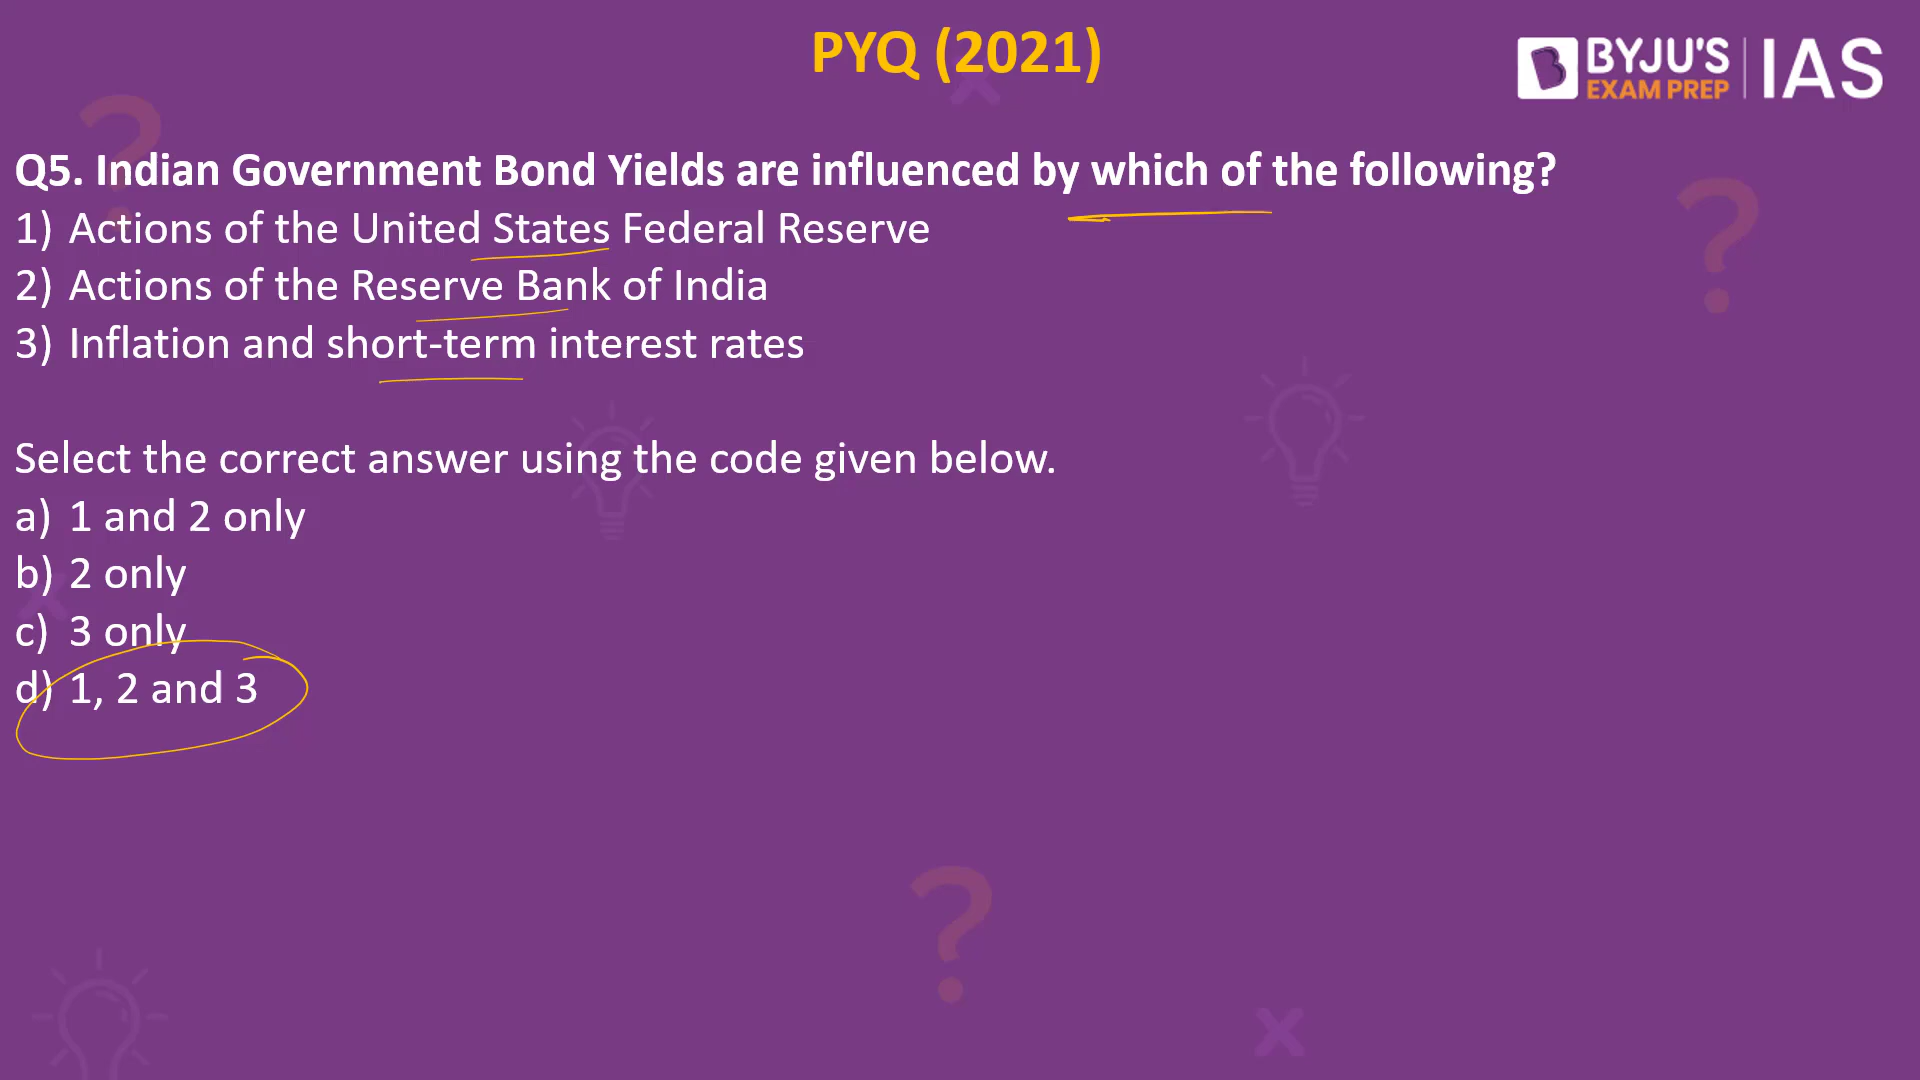 PYQ (2021)
BYJU'S
EXAM PREP
IAS
Q5. Indian Government Bond Yields are influenced by which of the following?
1) Actions of the United States Federal Reserve
2) Actions of the Reserve Bank of India
3) Inflation and short-term interest rates
Select the correct answer using the code given below.
a) 1 and 2 only
b) 2 only
c) 3 only
d) 1, 2 and 3